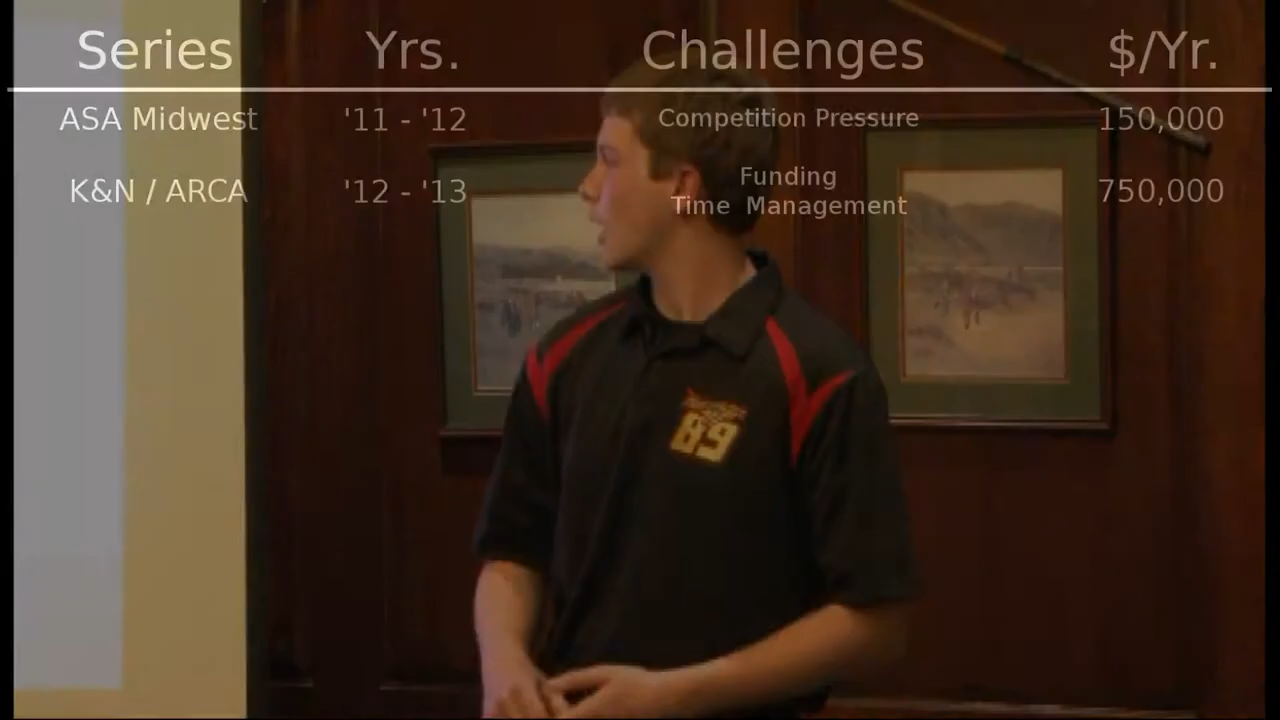 Series Yrs. Challenges $/Yr.
ASA Midwest '11 - '12 Competition Pressure 150,000
K&N / ARCA '12 - '13 Funding 750,000
Time Management
89